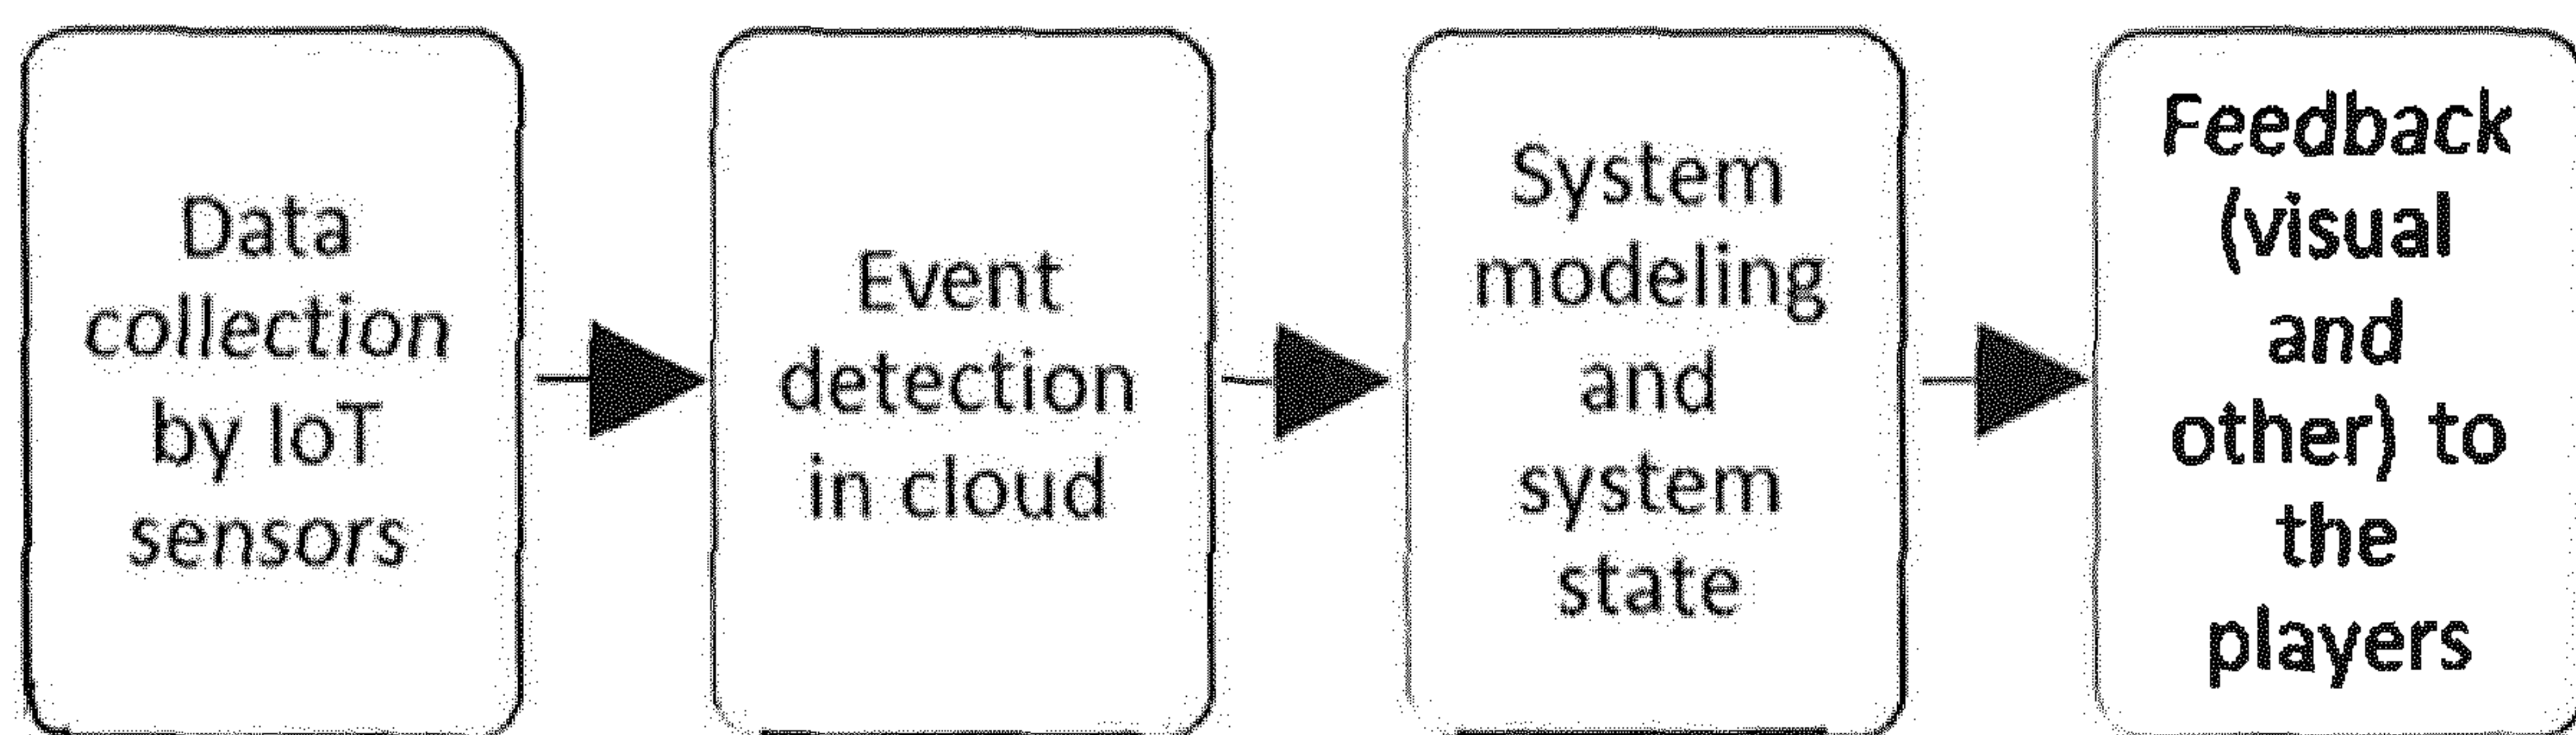 Data
collection
by IoT
sensors
Event
detection
in cloud
System
modeling
and
system
state
Feedback
(visual
and
other) to
the
players